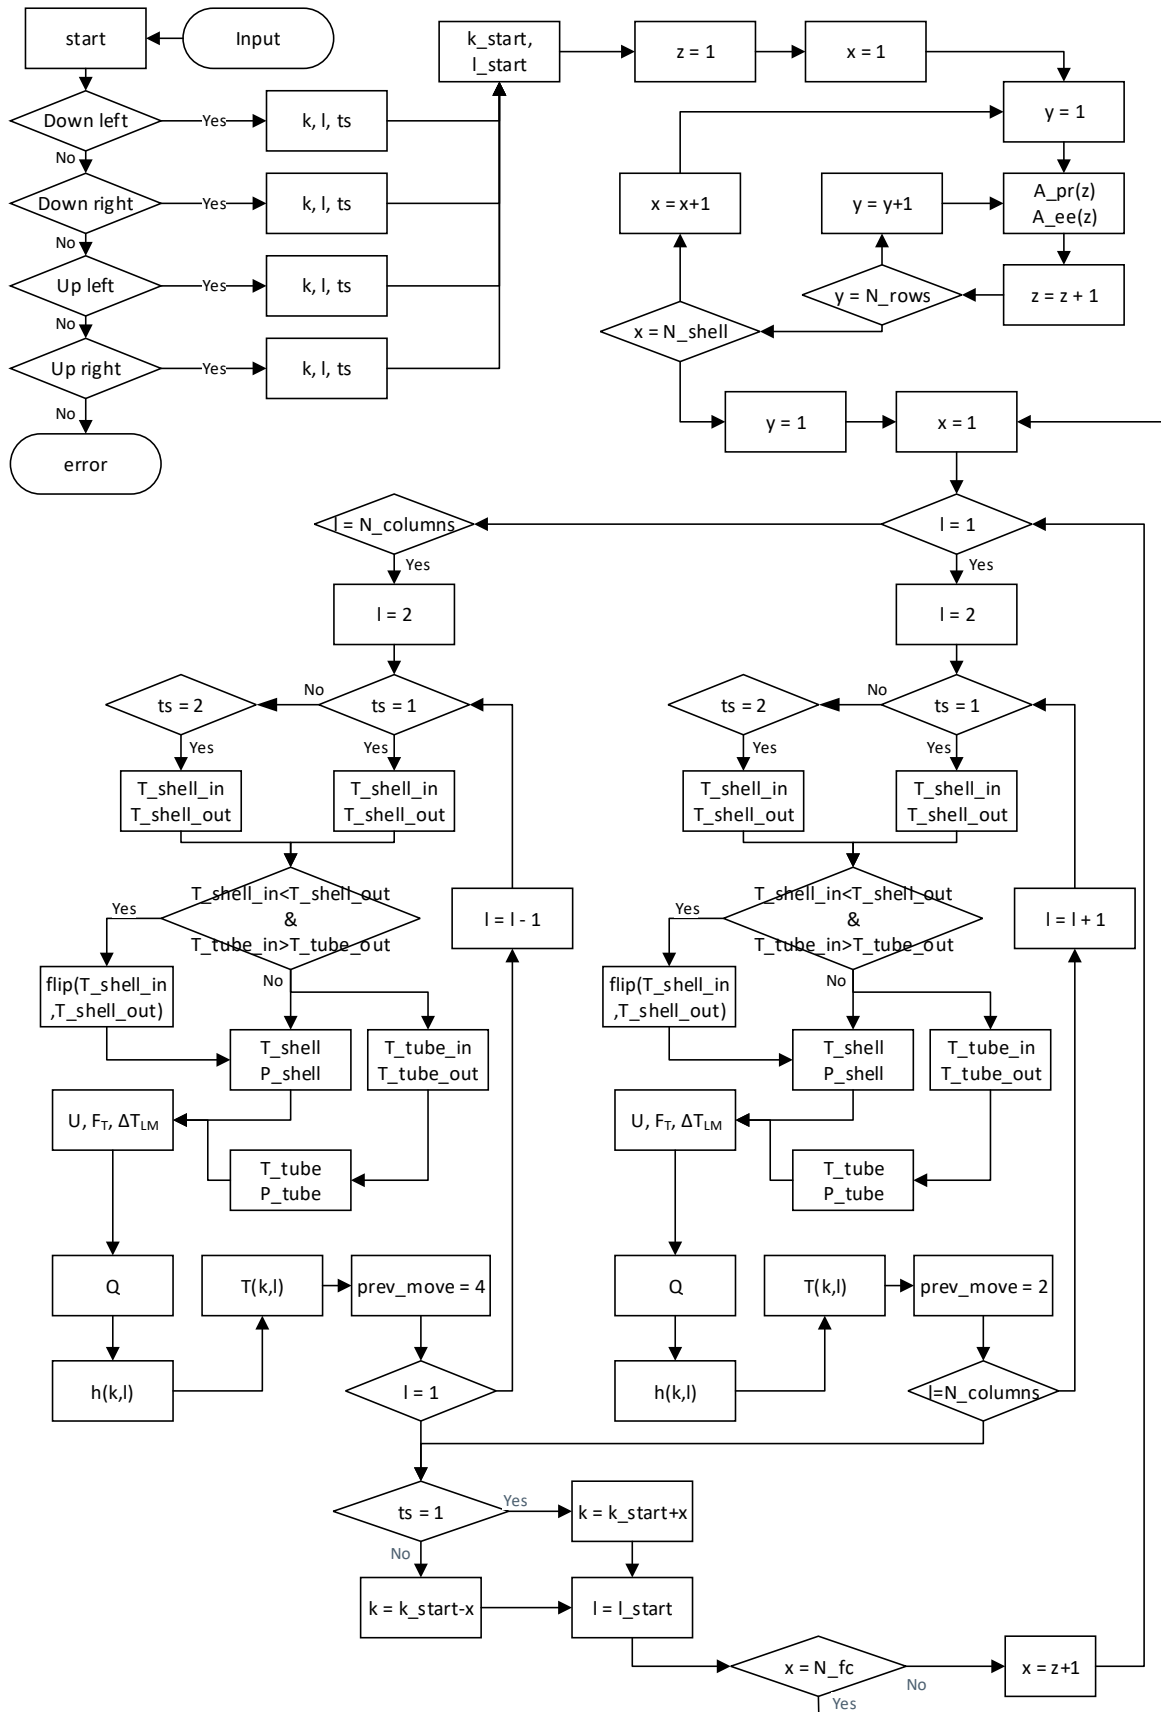 start
Input
k_start,
l_start
z = 1
x = 1
Down left
Yes
k, l, ts
y = 1
No
Down right
Yes
k, l, ts
x = x+1
y = y+1
A_pr(z)
A_ee(z)
No
Up left
Yes
k, l, ts
y = N_rows
z = z + 1
No
x = N_shell
Up right
Yes
k, l, ts
No
y = 1
x = 1
error
l = N_columns
l = 1
Yes
Yes
l = 2
l = 2
No
ts = 2
ts = 1
No
ts = 2
ts = 1
Yes
Yes
Yes
Yes
T_shell_in
T_shell_out
T_shell_in
T_shell_out
T_shell_in
T_shell_out
T_shell_in
T_shell_out
T_shell_in<T_shell_out
&
T_tube_in>T_tube_out
Yes
l = l - 1
T_shell_in<T_shell_out
&
T_tube_in>T_tube_out
Yes
l = l + 1
No
No
flip(T_shell_in
,T_shell_out)
flip(T_shell_in
,T_shell_out)
T_shell
P_shell
T_tube_in
T_tube_out
T_shell
P_shell
T_tube_in
T_tube_out
U, F_T, ΔT_LM
U, F_T, ΔT_LM
T_tube
P_tube
T_tube
P_tube
Q
T(k,l)
prev_move = 4
Q
T(k,l)
prev_move = 2
h(k,l)
l = 1
h(k,l)
l=N_columns
ts = 1
Yes
k = k_start+x
No
k = k_start-x
l = l_start
x = N_fc
No
x = z+1
Yes